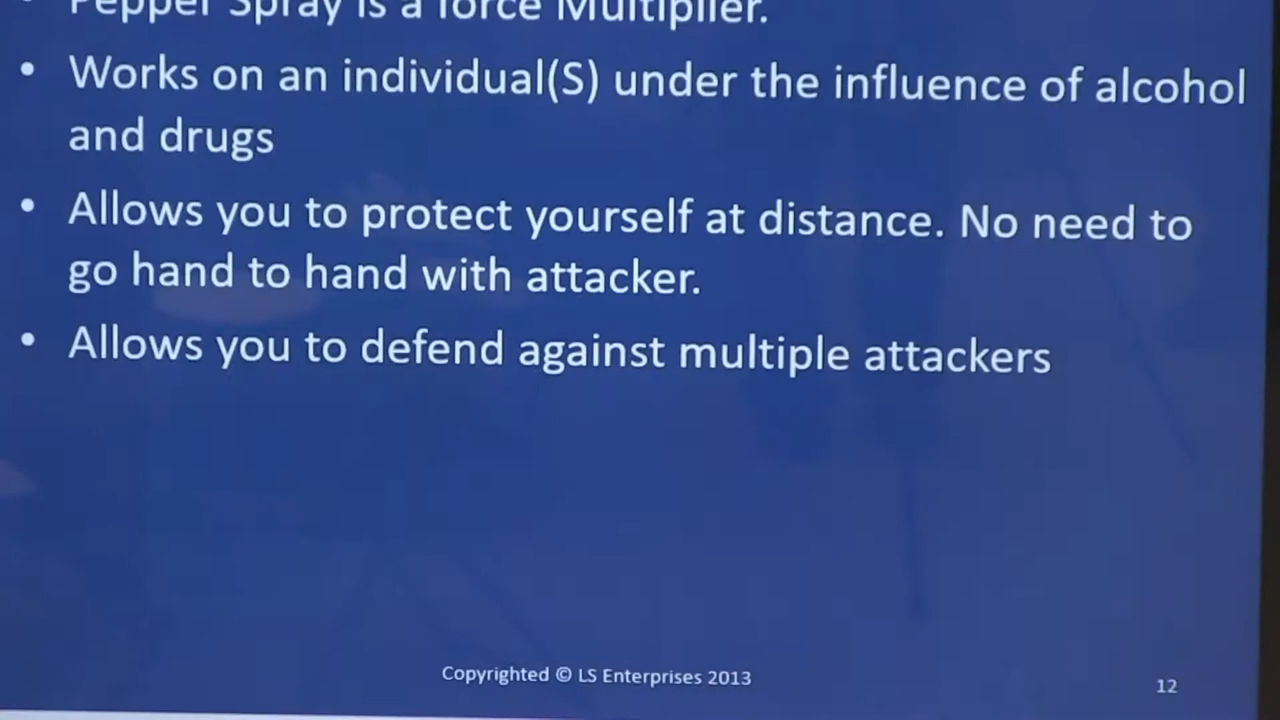 • Pepper Spray is a force Multiplier.
• Works on an individual(S) under the influence of alcohol
and drugs
• Allows you to protect yourself at distance. No need to
go hand to hand with attacker.
• Allows you to defend against multiple attackers
Copyrighted © LS Enterprises 2013
12